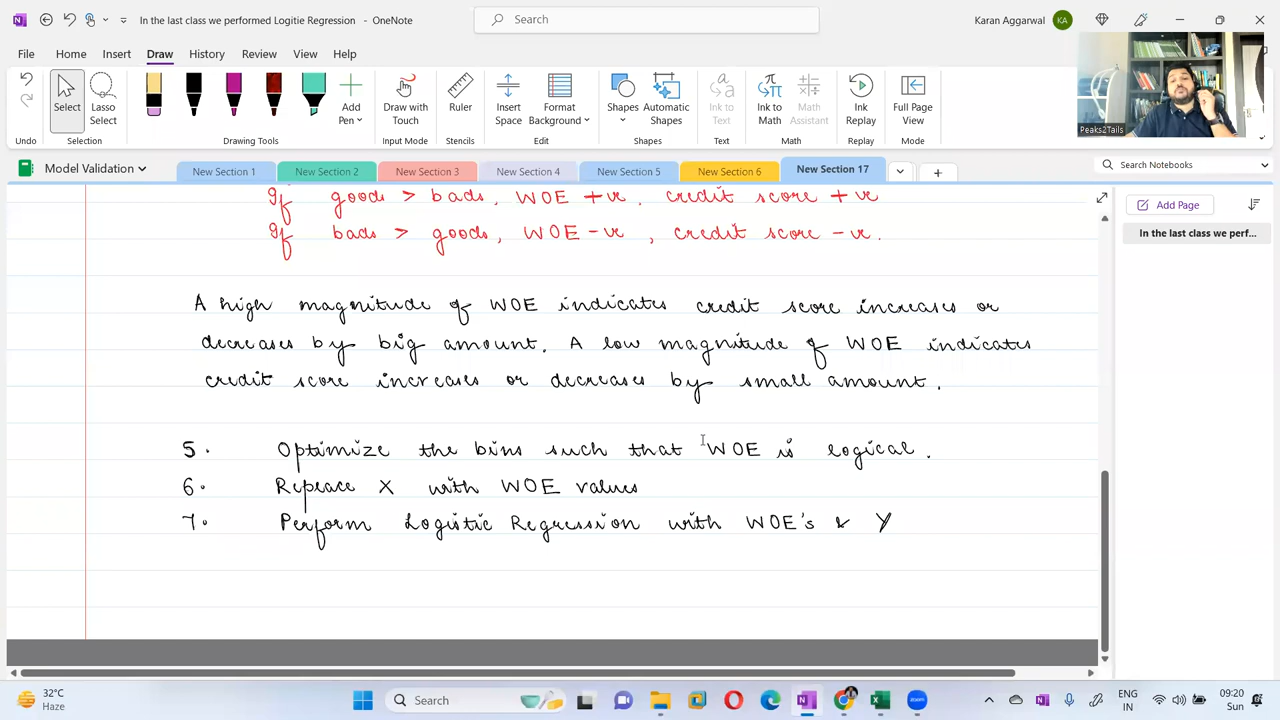 In the last class we performed Logitie Regression - OneNote
Search
Karan Aggarwal
KA
File
Home
Insert
Draw
History
Review
View
Help
Select
Lasso Select
Add Pen
Draw with Touch
Ruler
Insert Space
Format Background
Shapes
Automatic Shapes
Ink to Text
Ink to Math
Math Assistant
Ink Replay
Full Page View
Undo
Selection
Drawing Tools
Input Mode
Stencils
Edit
Shapes
Text
Math
Replay
Mode
Peaks2Tails
Model Validation
New Section 1
New Section 2
New Section 3
New Section 4
New Section 5
New Section 6
New Section 17
Search Notebooks
Add Page
In the last class we perf...
If goods > bads, WOE +ve, credit score +ve
If bads > goods, WOE -ve, credit score -ve.
A high magnitude of WOE indicates credit score increases or
decreases by big amount. A low magnitude of WOE indicates
credit score increases or decreases by small amount.
5. Optimize the bins such that WOE is logical.
6. Replace X with WOE values
7. Perform Logistic Regression with WOE's & Y
32°C
Haze
Search
ENG
IN
09:20
Sun